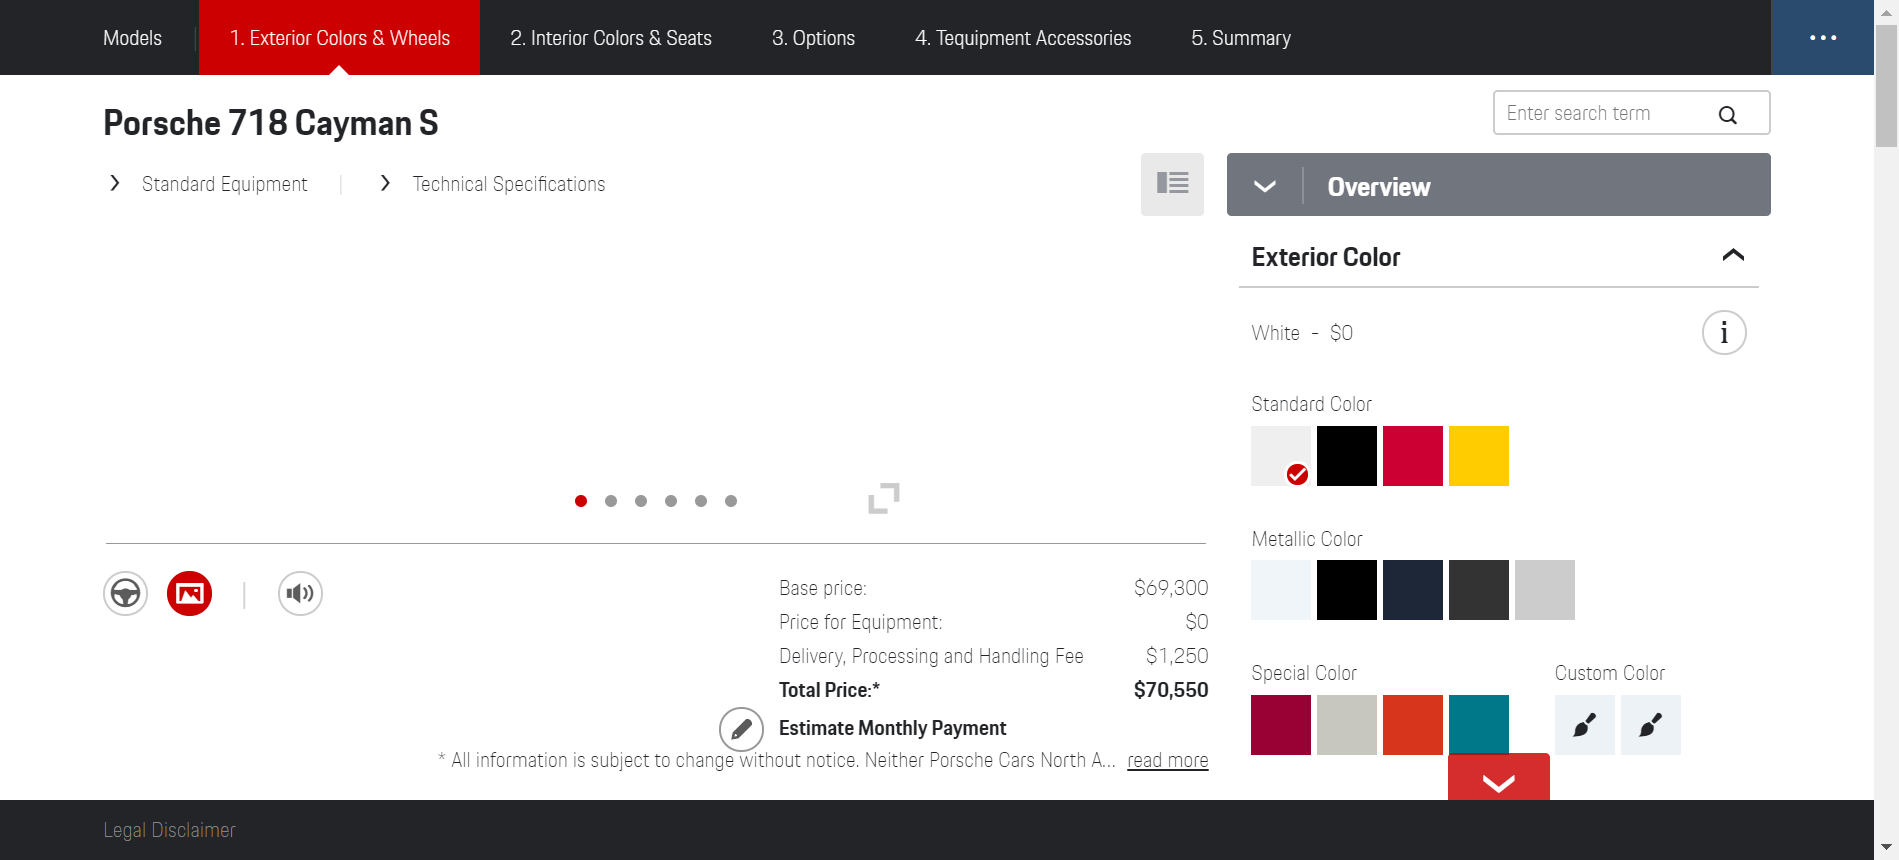 Models
1. Exterior Colors & Wheels
2. Interior Colors & Seats
3. Options
4. Tequipment Accessories
5. Summary
Porsche 718 Cayman S
Enter search term
Standard Equipment
Technical Specifications
Overview
Exterior Color
White - $0
i
Standard Color
Metallic Color
Base price: $69,300
Price for Equipment: $0
Delivery, Processing and Handling Fee $1,250
Total Price:* $70,550
Estimate Monthly Payment
* All information is subject to change without notice. Neither Porsche Cars North A... read more
Special Color
Custom Color
Legal Disclaimer